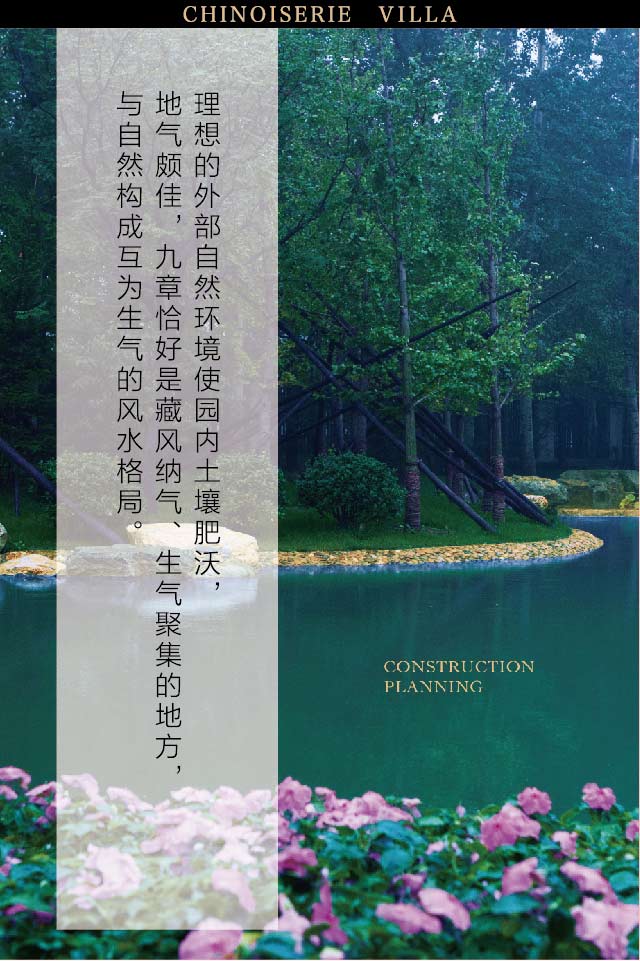 CHINOISERIE VILLA
理想的外部自然环境使园内土壤肥沃，
地气颇佳，九章恰好是藏风纳气、生气聚集的地方，
与自然构成互为生气的风水格局。
CONSTRUCTION
PLANNING